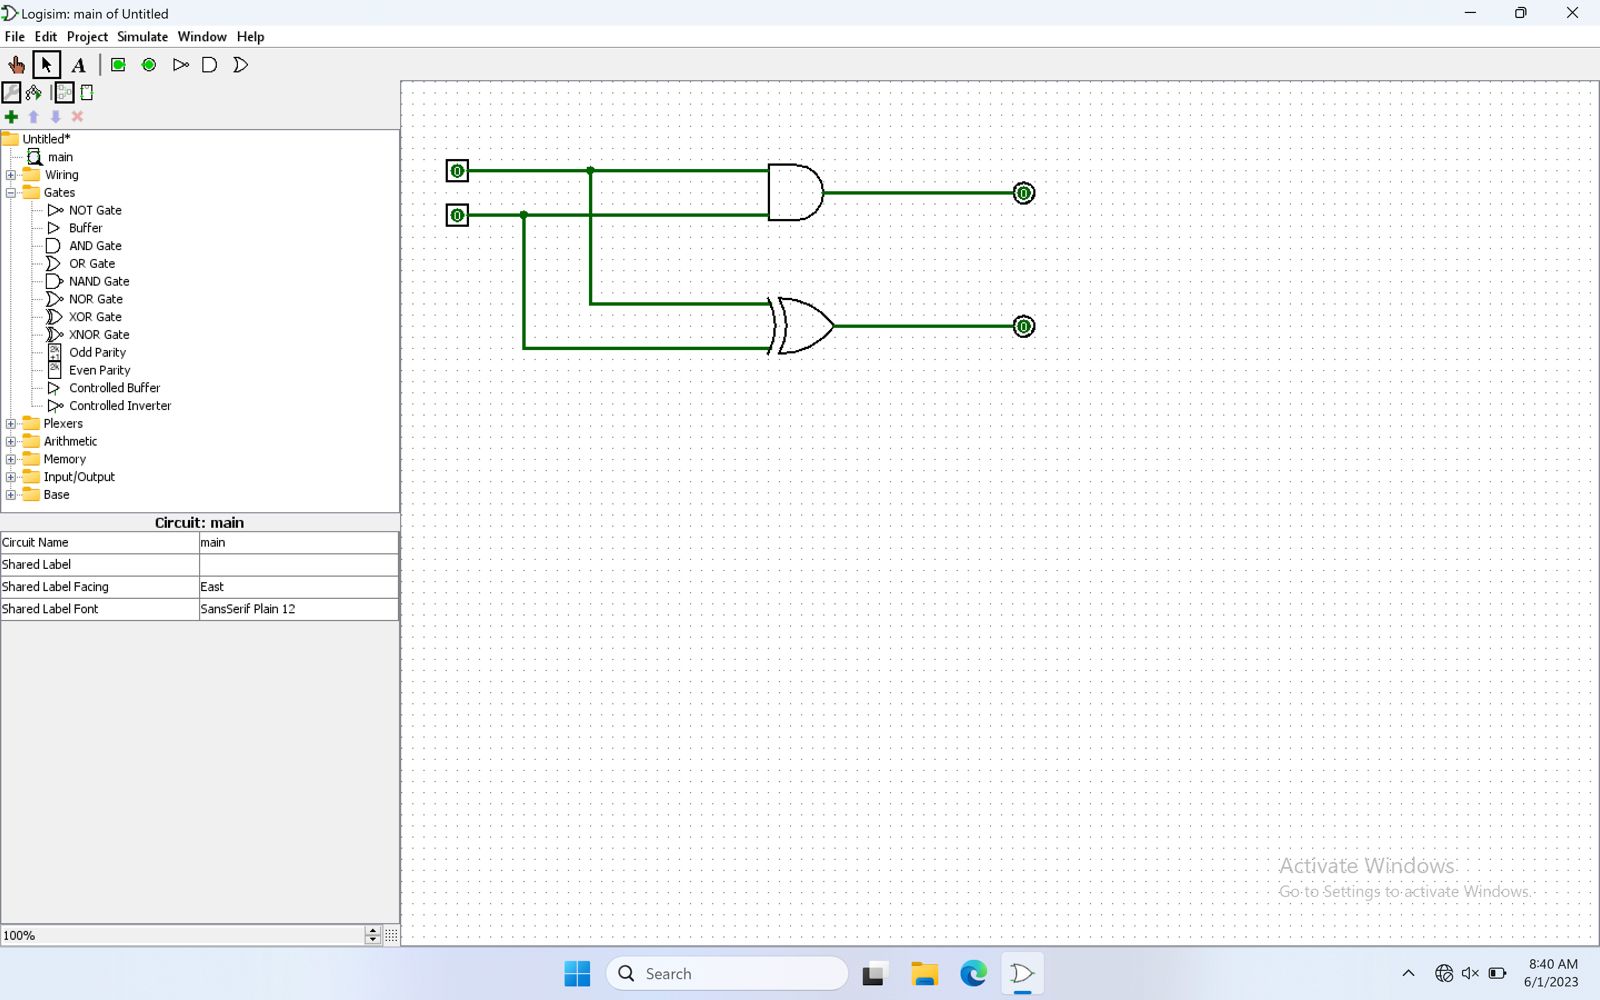 Logisim: main of Untitled
File Edit Project Simulate Window Help
A
Untitled*
main
Wiring
Gates
NOT Gate
Buffer
AND Gate
OR Gate
NAND Gate
NOR Gate
XOR Gate
XNOR Gate
2k+1 Odd Parity
2k Even Parity
Controlled Buffer
Controlled Inverter
Plexers
Arithmetic
Memory
Input/Output
Base
Circuit: main
Circuit Name main
Shared Label
Shared Label Facing East
Shared Label Font SansSerif Plain 12
100%
0
0
0
0
Activate Windows
Go to Settings to activate Windows.
Search
8:40 AM
6/1/2023